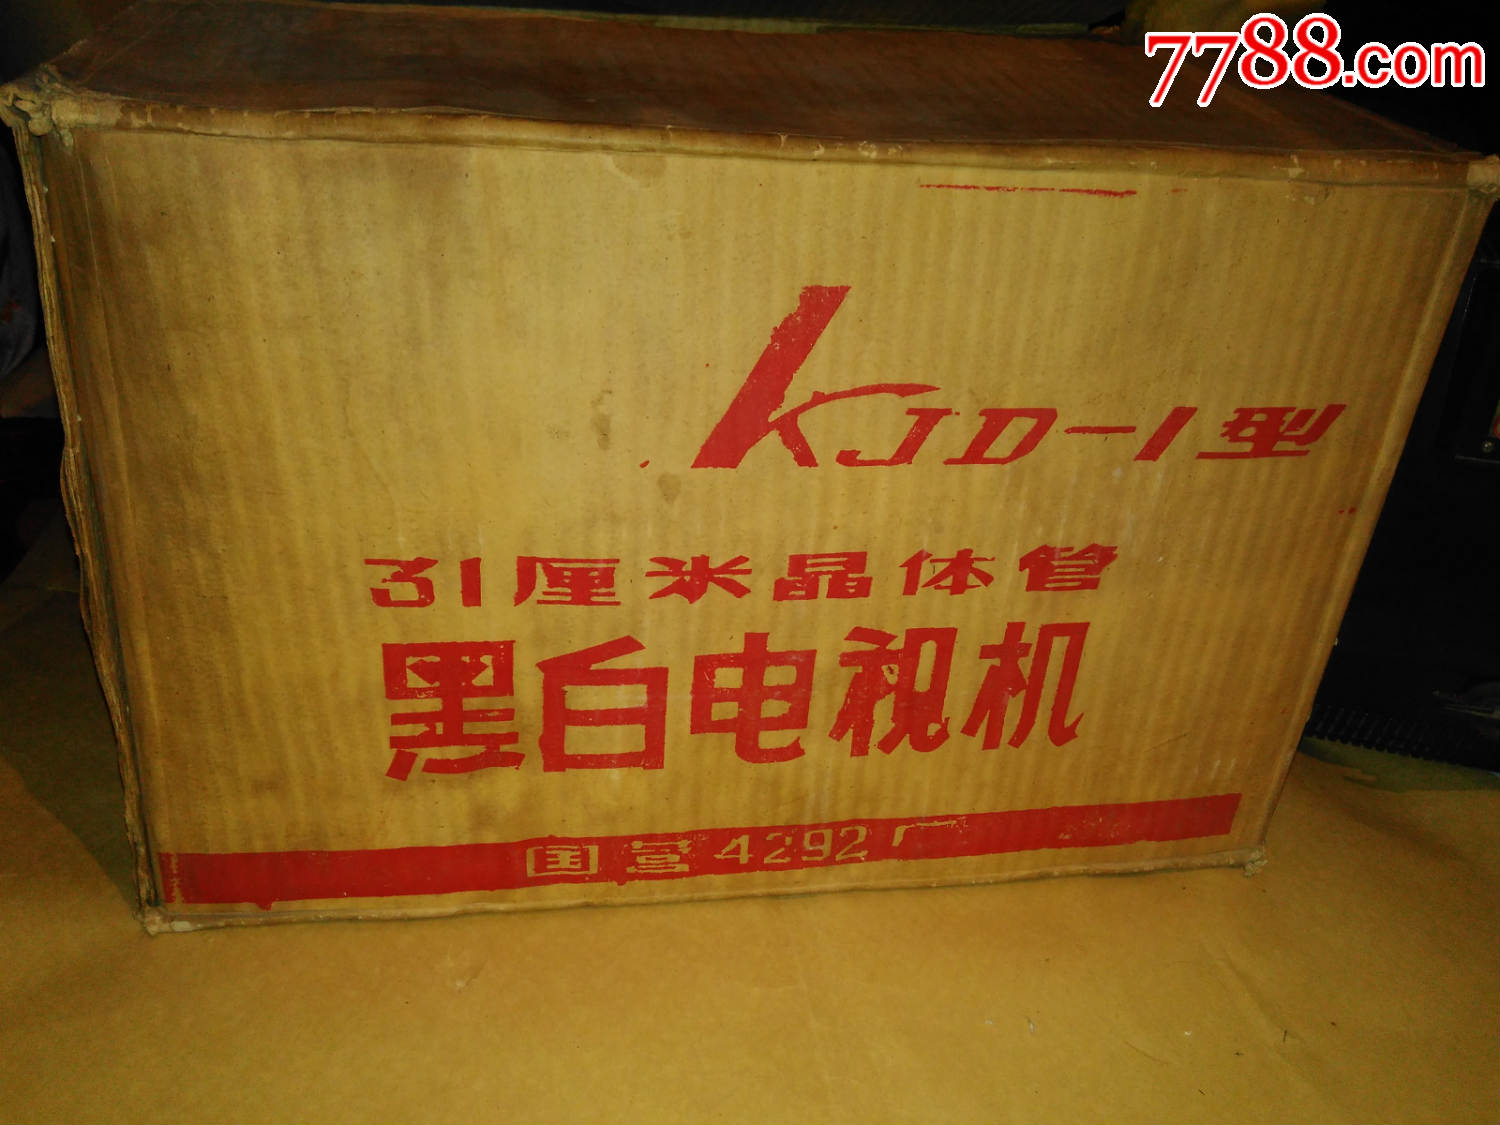 7788.com
KJD-1型
31厘米晶体管
黑白电视机
国营4292厂